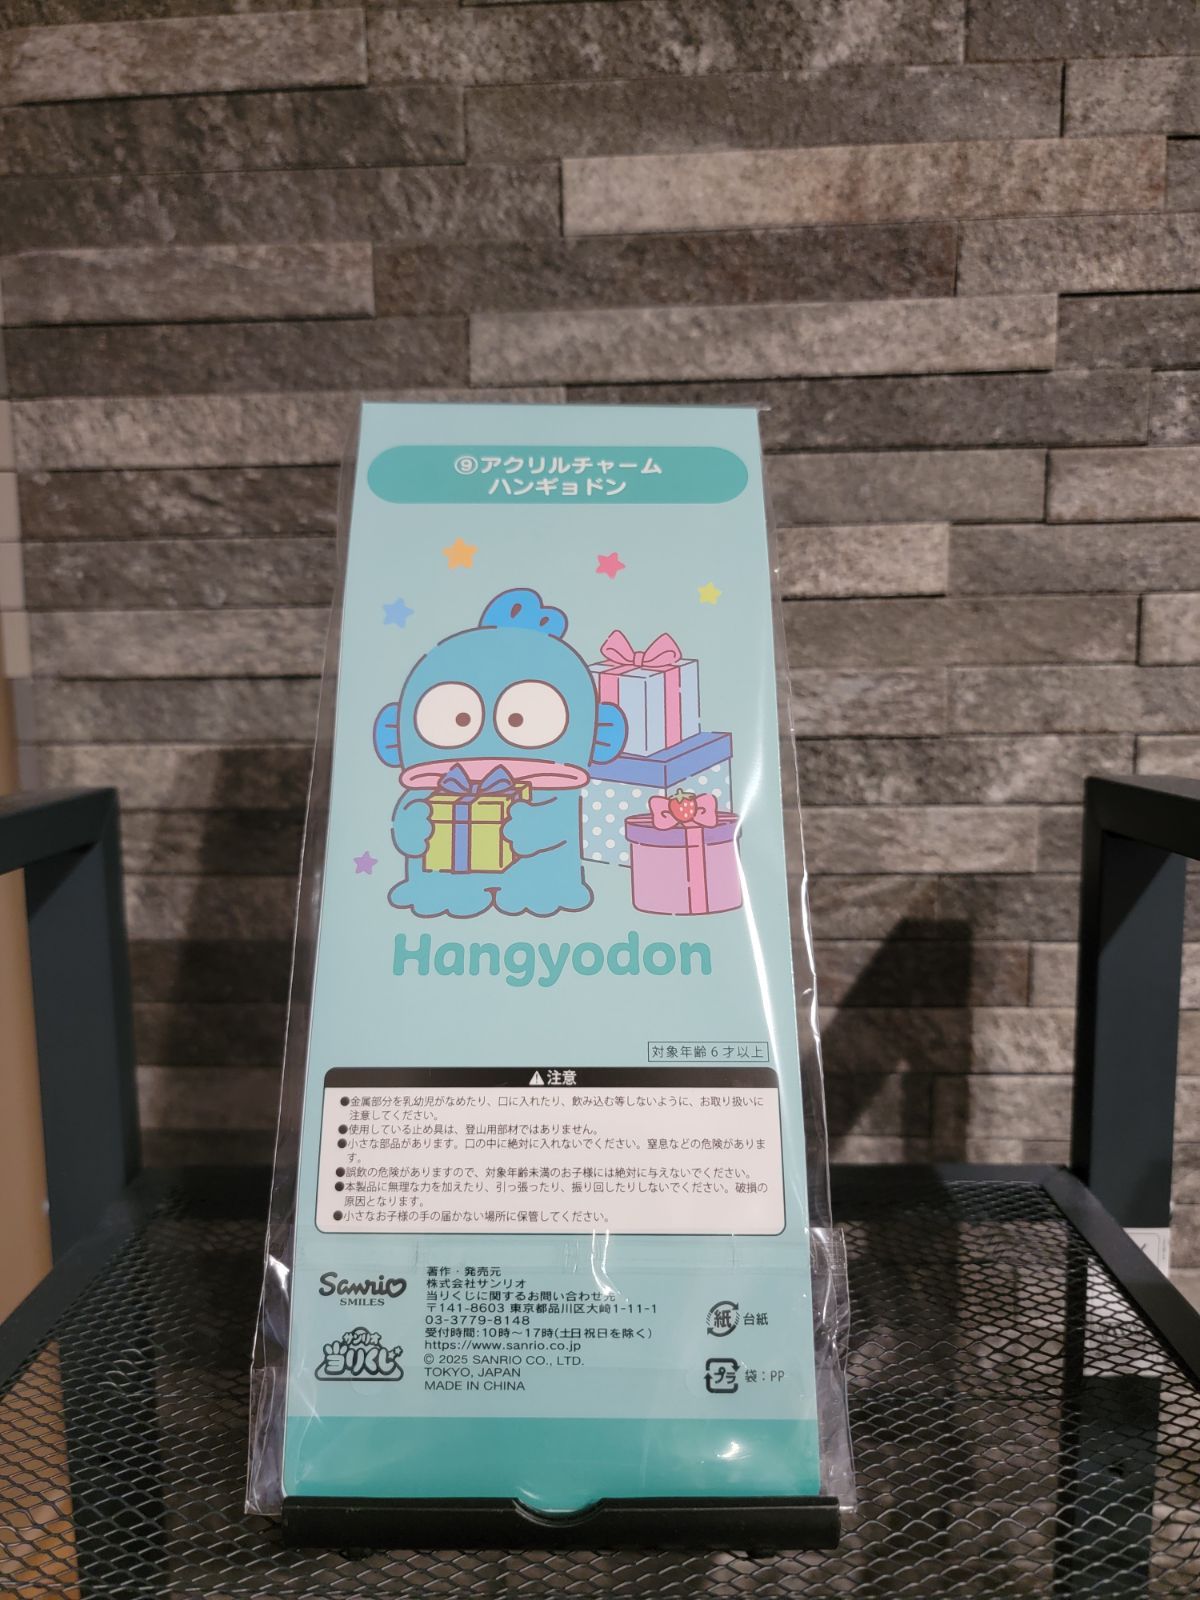 ⑨アクリルチャーム
ハンギョドン
Hangyodon
対象年齢6才以上
⚠注意
●金属部分を乳幼児がなめたり、口に入れたり、飲み込む等しないように、お取り扱いに
注意してください。
●使用している止め具は、登山用部材ではありません。
●小さな部品があります。口の中に絶対に入れないでください。窒息などの危険がありま
す。
●誤飲の危険がありますので、対象年齢未満のお子様には絶対に与えないでください。
●本製品に無理な力を加えたり、引っ張ったり、振り回したりしないでください。破損の
原因となります。
●小さなお子様の手の届かない場所に保管してください。
Sanrio
SMILES
サンリオ
当りくじ
著作・発売元
株式会社サンリオ
当りくじに関するお問い合わせ先
〒141-8603 東京都品川区大崎1-11-1
03-3779-8148
受付時間:10時~17時(土日祝日を除く)
https://www.sanrio.co.jp
© 2025 SANRIO CO., LTD.
TOKYO, JAPAN
MADE IN CHINA
紙 台紙
プラ 袋：PP